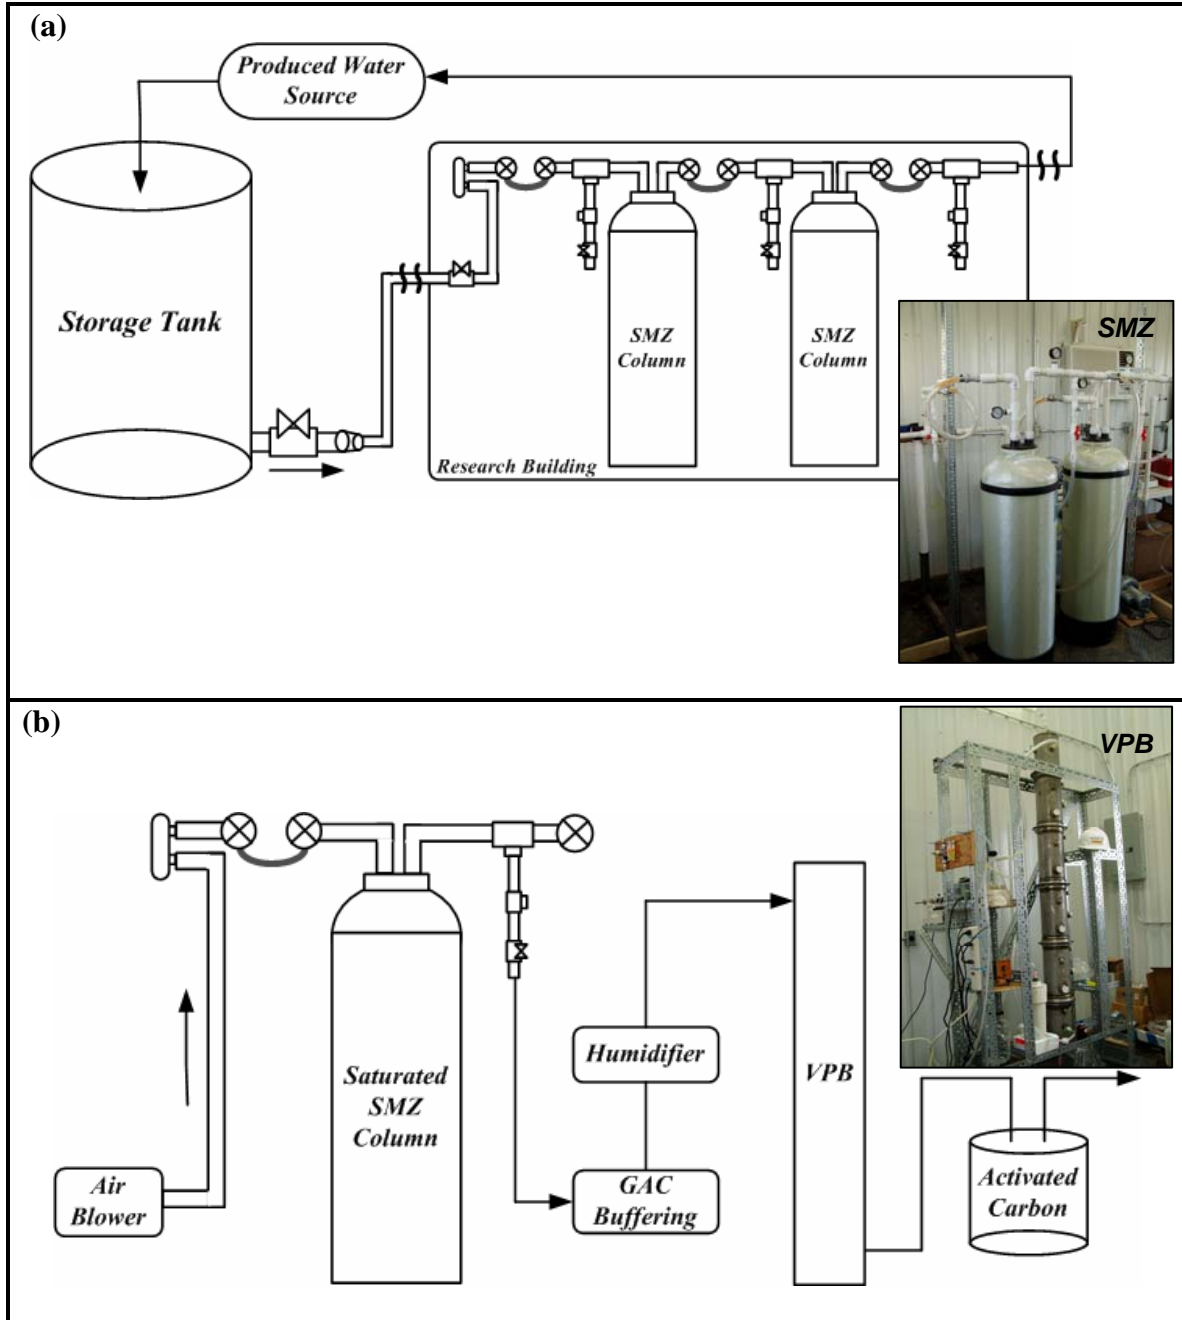 (a)
Produced Water
Source
Storage Tank
SMZ
Column
SMZ
Column
Research Building
SMZ
(b)
VPB
Saturated
SMZ
Column
Air
Blower
Humidifier
GAC
Buffering
VPB
Activated
Carbon